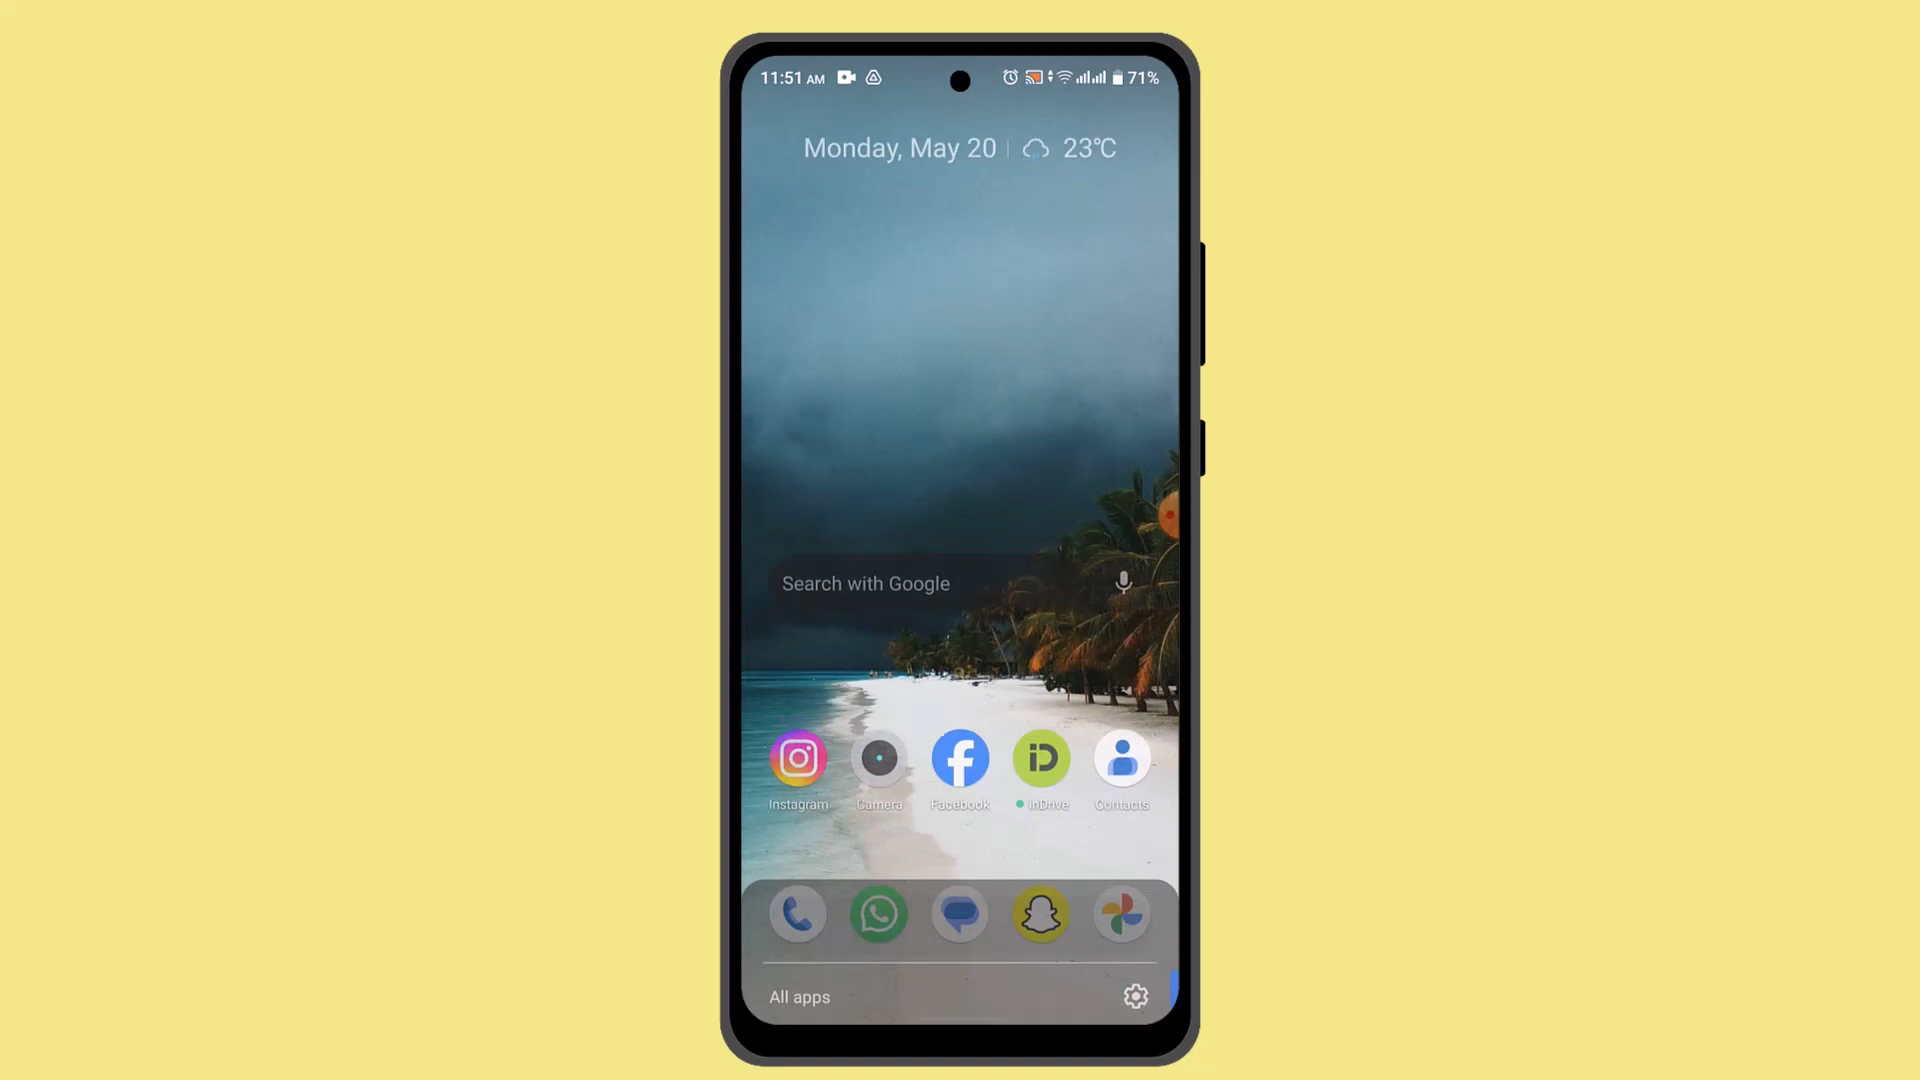 11:51 AM 71%
Monday, May 20 23°C
Search with Google
Instagram Camera Facebook inDrive Contacts
All apps